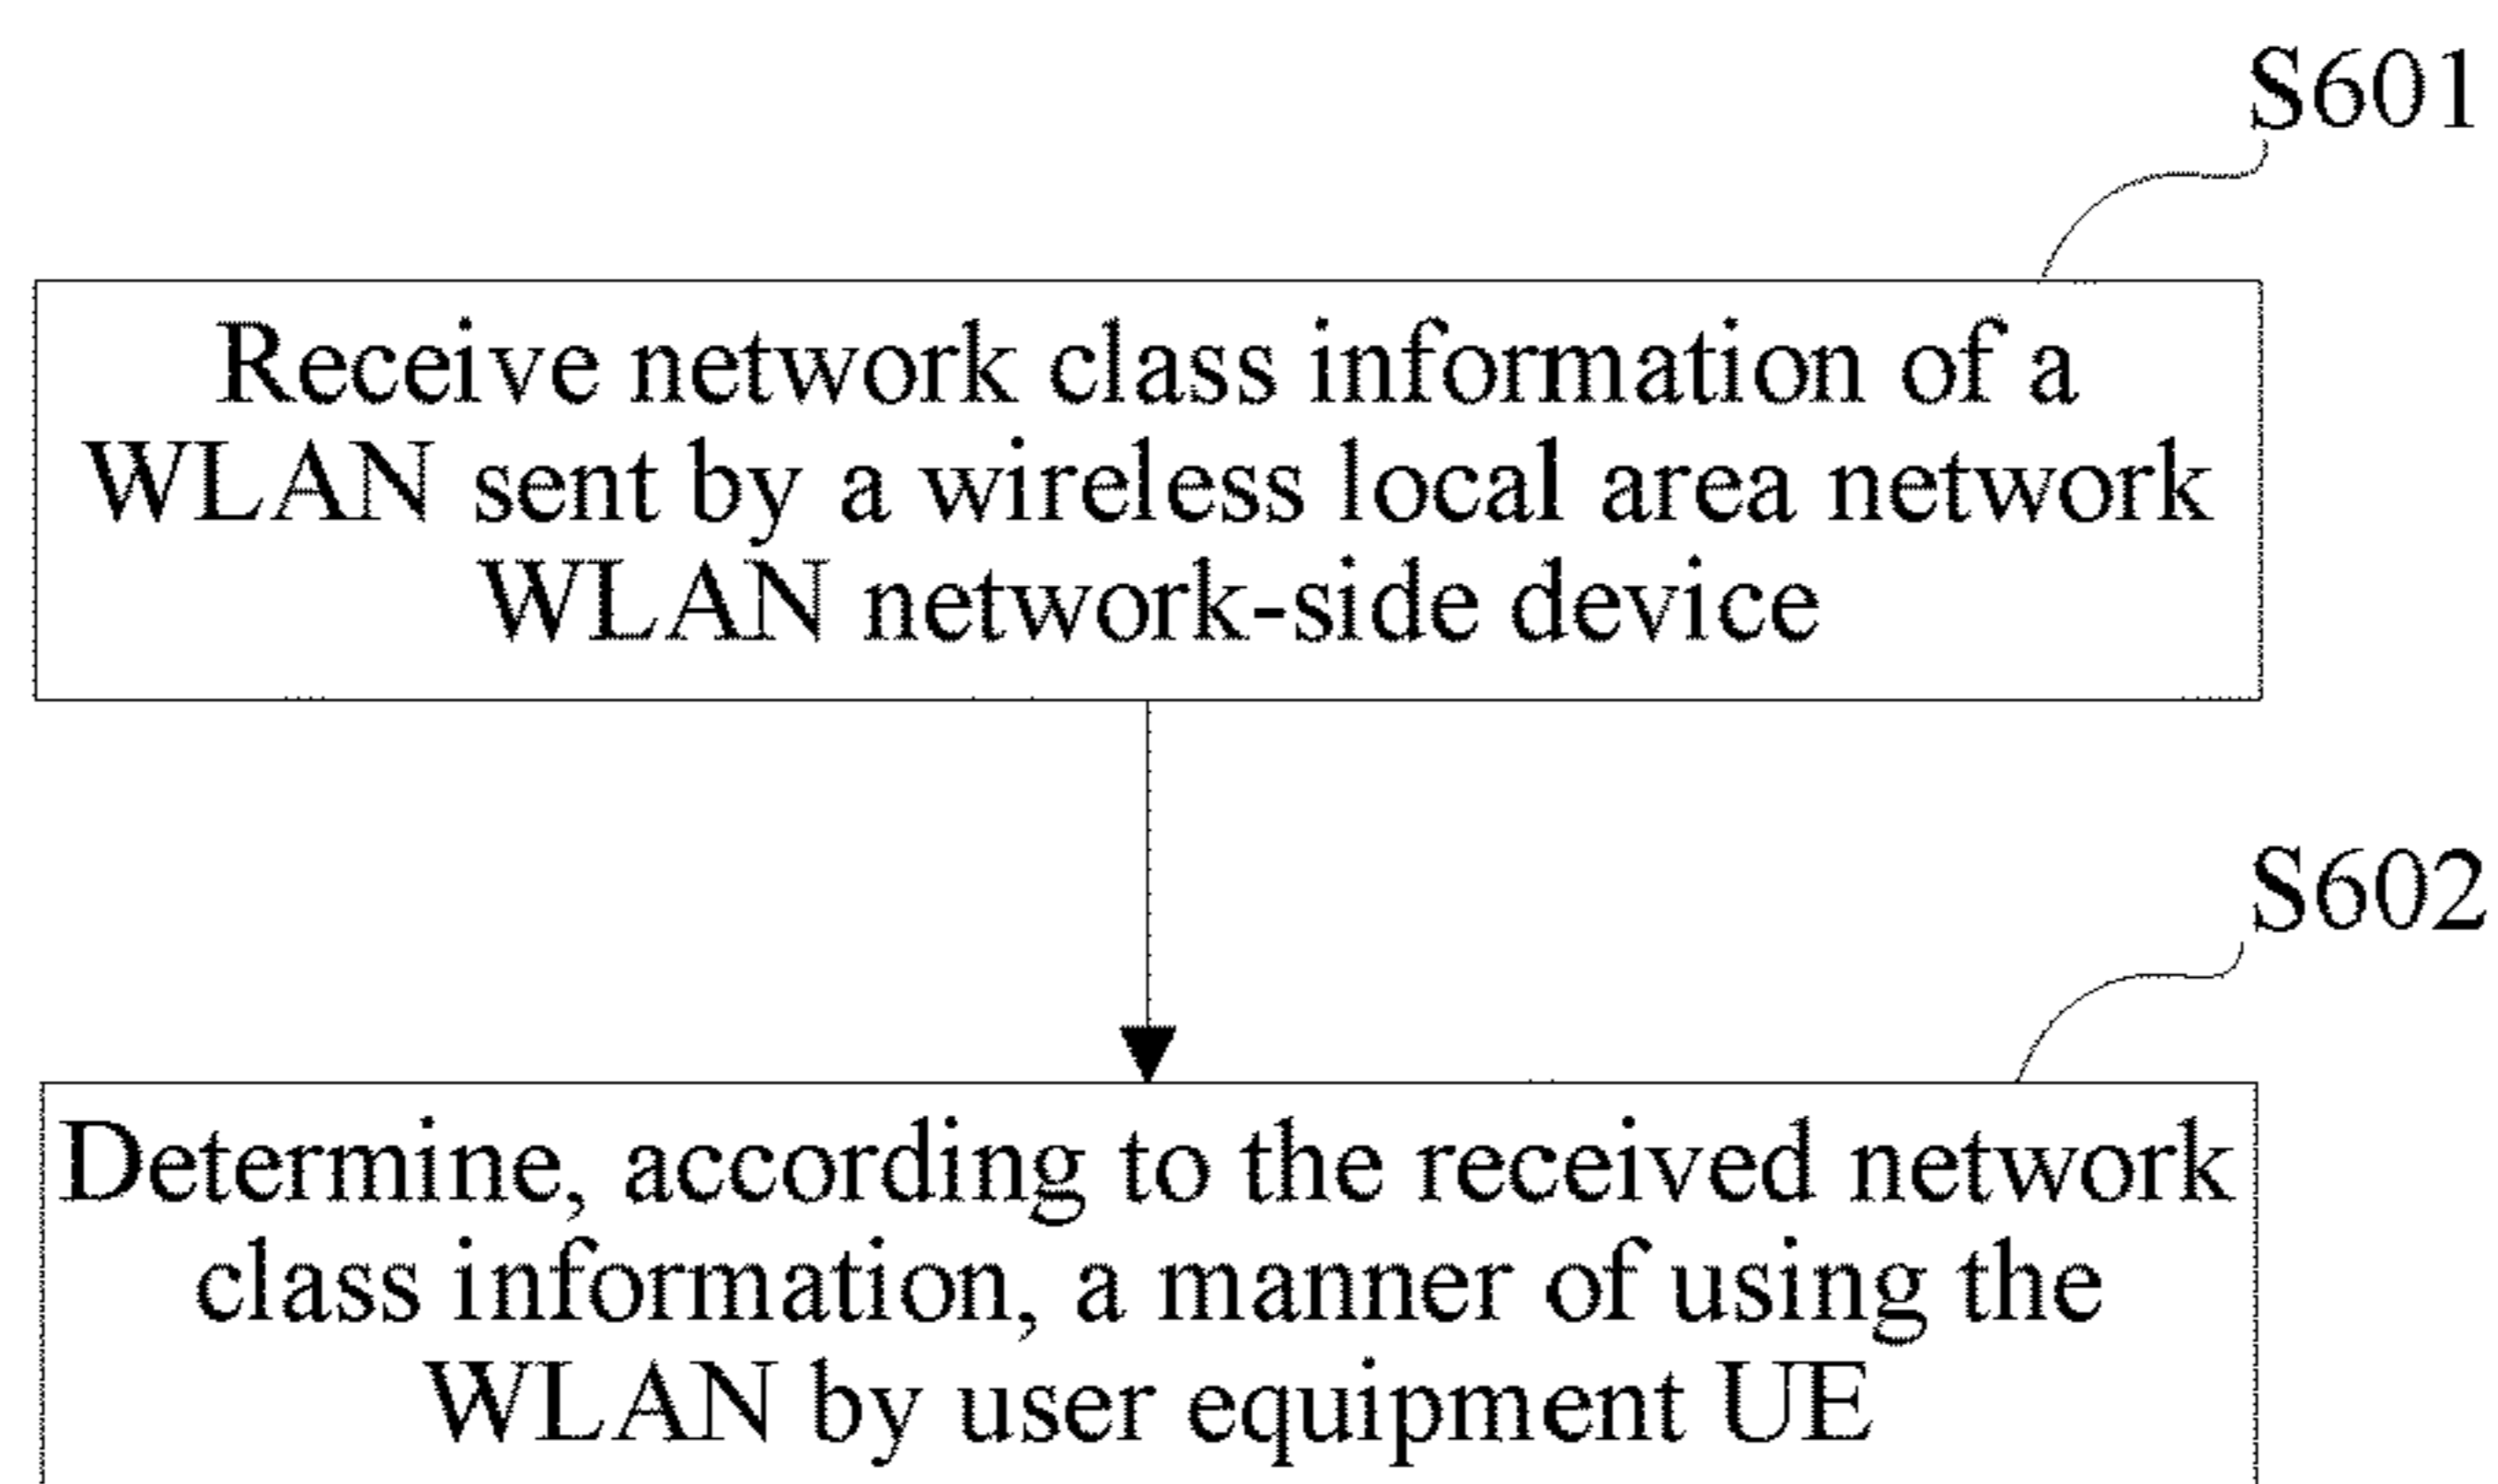 S601
Receive network class information of a
WLAN sent by a wireless local area network
WLAN network-side device
S602
Determine, according to the received network
class information, a manner of using the
WLAN by user equipment UE